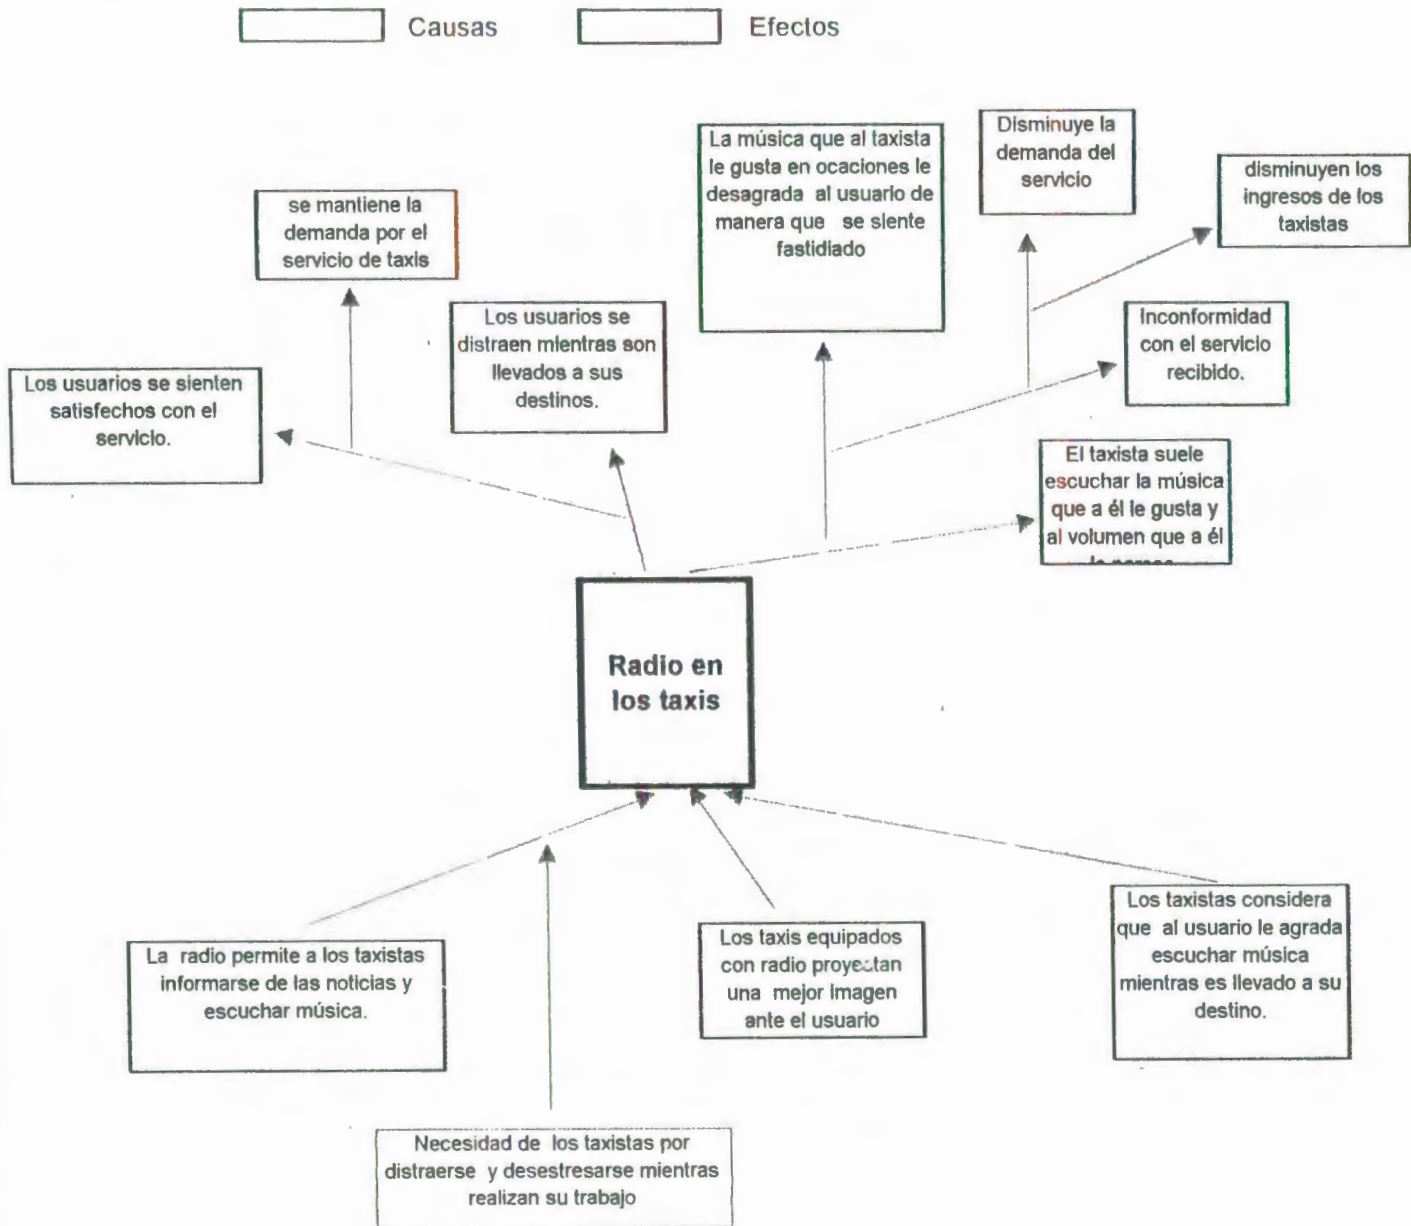 Causas
Efectos
La música que al taxista
le gusta en ocaciones le
desagrada al usuario de
manera que se siente
fastidiado
Disminuye la
demanda del
servicio
disminuyen los
ingresos de los
taxistas
se mantiene la
demanda por el
servicio de taxis
Los usuarios se
distraen mientras son
llevados a sus
destinos.
Inconformidad
con el servicio
recibido.
Los usuarios se sienten
satisfechos con el
servicio.
El taxista suele
escuchar la música
que a él le gusta y
al volumen que a él
Radio en
los taxis
La radio permite a los taxistas
informarse de las noticias y
escuchar música.
Los taxis equipados
con radio proyectan
una mejor imagen
ante el usuario
Los taxistas considera
que al usuario le agrada
escuchar música
mientras es llevado a su
destino.
Necesidad de los taxistas por
distraerse y desestresarse mientras
realizan su trabajo